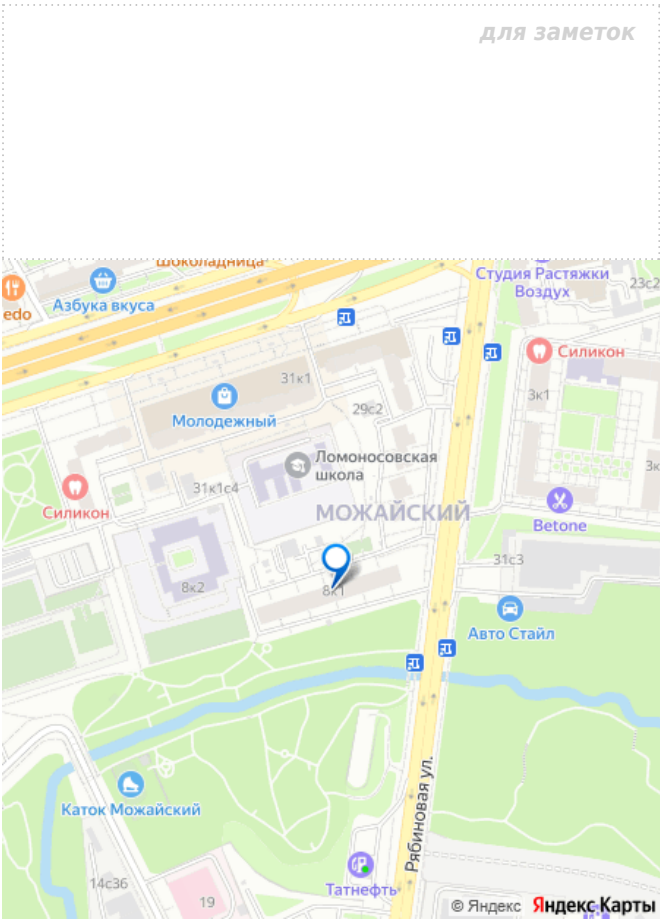 для заметок
Шоколадница
Студия Растяжки
Воздух
23с2
edo
Азбука вкуса
Силикон
31к1
3к1
Молодежный
29с2
Ломоносовская
школа
3к
31к1с4
Силикон
МОЖАЙСКИЙ
Betone
31с3
8к2
8к1
Авто Стайл
Рябиновая ул.
Каток Можайский
14с36
19
Татнефть
© Яндекс Яндекс Карты